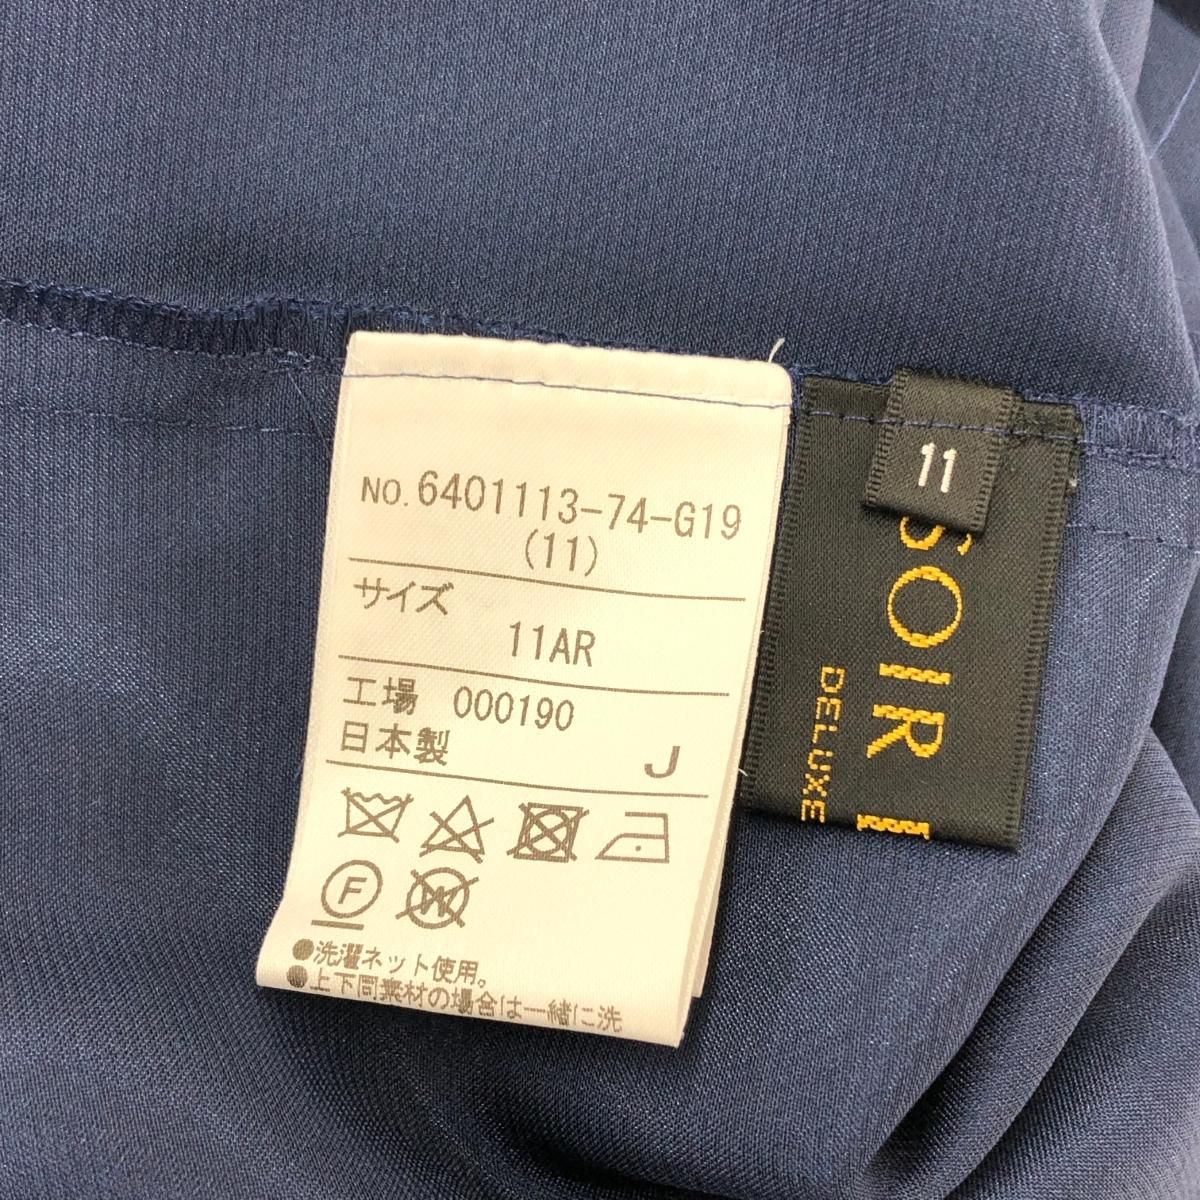 NO. 6401113-74-G19
(11)
サイズ
11AR
工場 000190
日本製 J
F
W
●洗濯ネット使用。
●上下同素材の場合は一緒に洗
11
SOIR
DELUXE